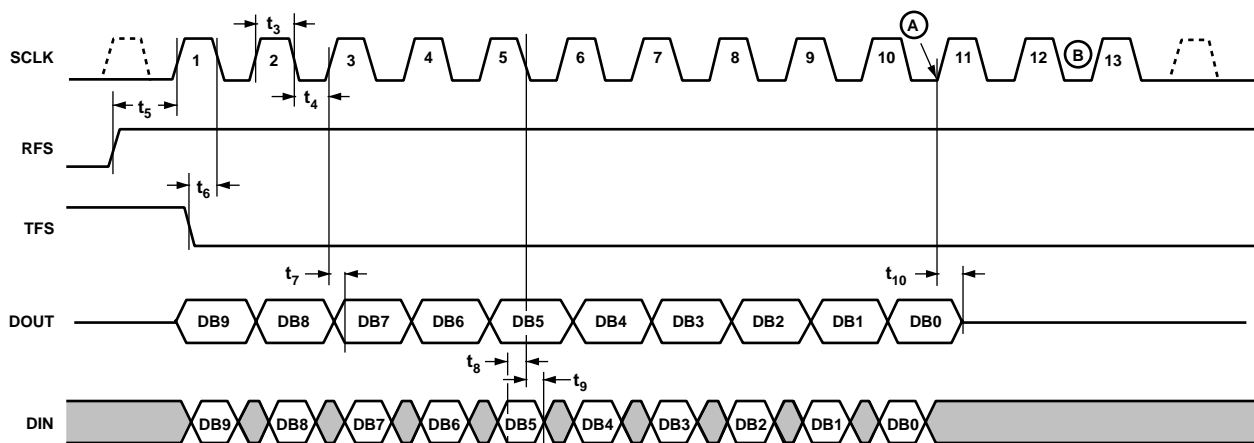 SCLK 1 2 3 4 5 6 7 8 9 10 11 12 13
t3
A
B
t4
t5
RFS
t6
TFS
t7
t10
DOUT DB9 DB8 DB7 DB6 DB5 DB4 DB3 DB2 DB1 DB0
t8
t9
DIN DB9 DB8 DB7 DB6 DB5 DB4 DB3 DB2 DB1 DB0